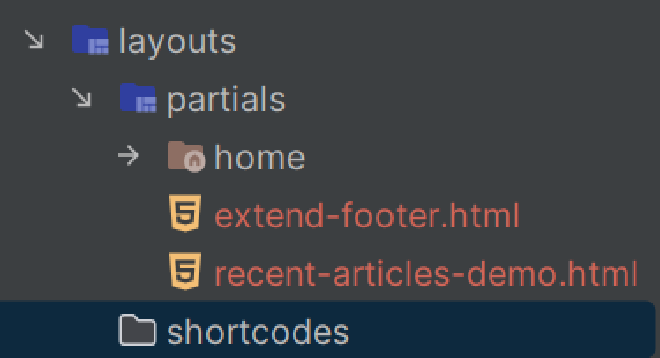 layouts
partials
home
extend-footer.html
recent-articles-demo.html
shortcodes